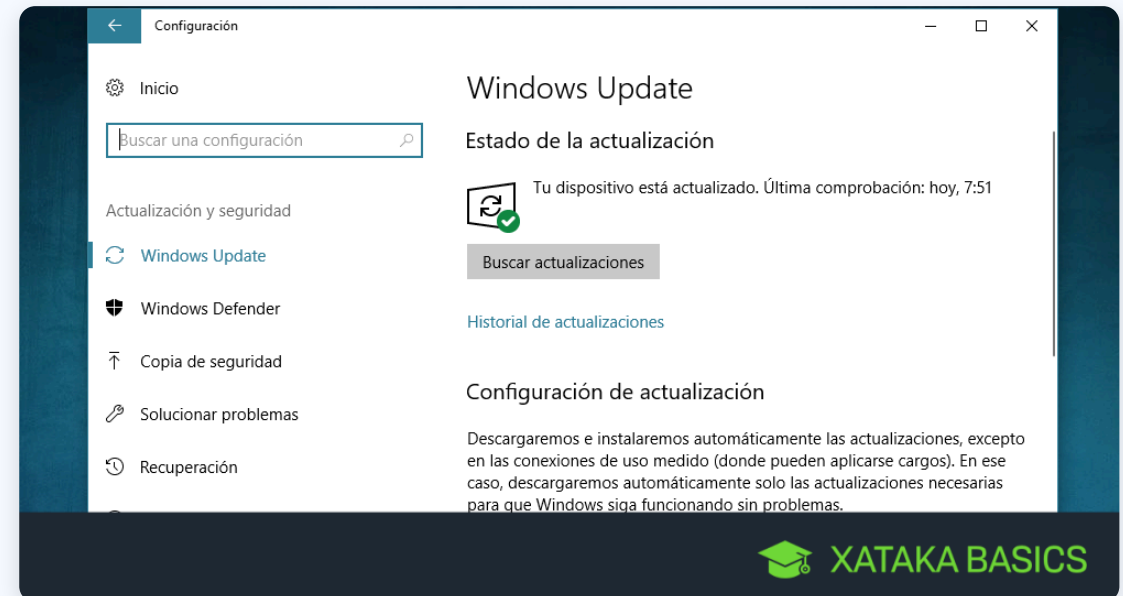 Configuración
Inicio
Buscar una configuración
Actualización y seguridad
Windows Update
Windows Defender
Copia de seguridad
Solucionar problemas
Recuperación
Windows Update
Estado de la actualización
Tu dispositivo está actualizado. Última comprobación: hoy, 7:51
Buscar actualizaciones
Historial de actualizaciones
Configuración de actualización
Descargaremos e instalaremos automáticamente las actualizaciones, excepto
en las conexiones de uso medido (donde pueden aplicarse cargos). En ese
caso, descargaremos automáticamente solo las actualizaciones necesarias
para que Windows siga funcionando sin problemas.
XATAKA BASICS